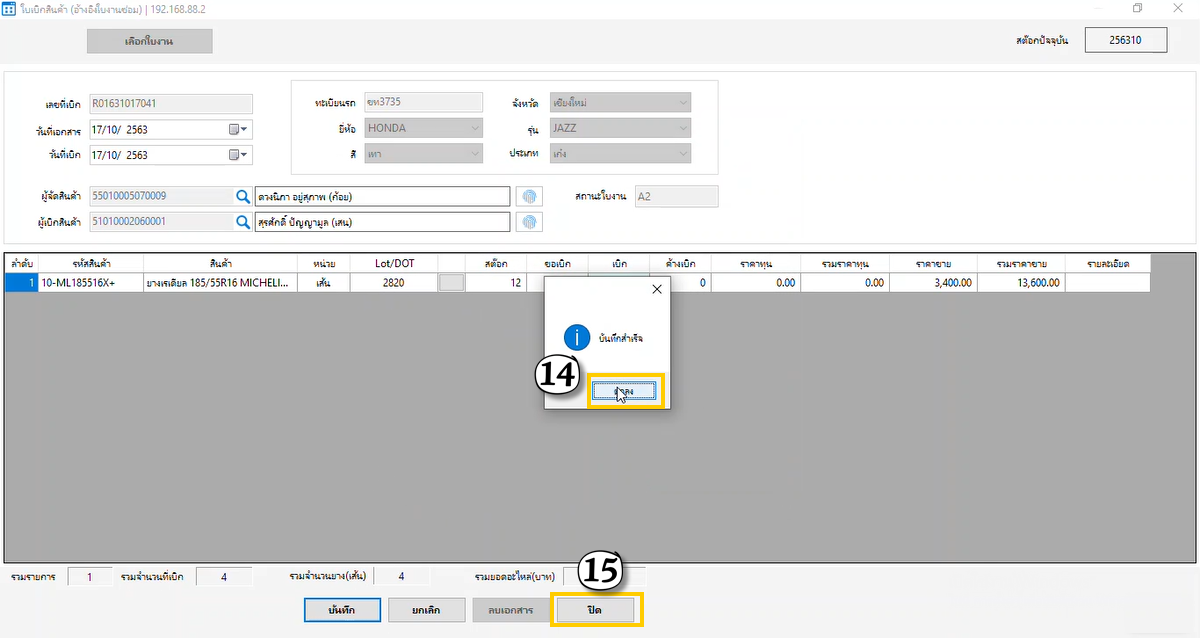 ใบเบิกสินค้า (อ้างอิงใบงานซ่อม) | 192.168.88.2
เลือกใบงาน
สต๊อกปัจจุบัน 256310
เลขที่เบิก R01631017041 ทะเบียนรถ ขท3735 จังหวัด เชียงใหม่
วันที่เอกสาร 17/10/ 2563 ยี่ห้อ HONDA รุ่น JAZZ
วันที่เบิก 17/10/ 2563 สี เทา ประเภท เก๋ง
ผู้จัดสินค้า 55010005070009 ดวงนิภา อยู่สุภาพ (ก้อย) สถานะใบงาน A2
ผู้เบิกสินค้า 51010002060001 สุรศักดิ์ ปัญญามูล (เสน)
ลำดับ รหัสสินค้า สินค้า หน่วย Lot/DOT สต๊อก ขอเบิก เบิก ค้างเบิก ราคาทุน รวมราคาทุน ราคาขาย รวมราคาขาย รายละเอียด
1 10-ML185516X+ ยางเรเดียล 185/55R16 MICHELI... เส้น 2820 12 0 0.00 0.00 3,400.00 13,600.00
บันทึกสำเร็จ
14
15
รวมรายการ 1 รวมจำนวนที่เบิก 4 รวมจำนวนยาง(เส้น) 4 รวมยอดอะไหล่(บาท)
บันทึก ยกเลิก ลบเอกสาร ปิด